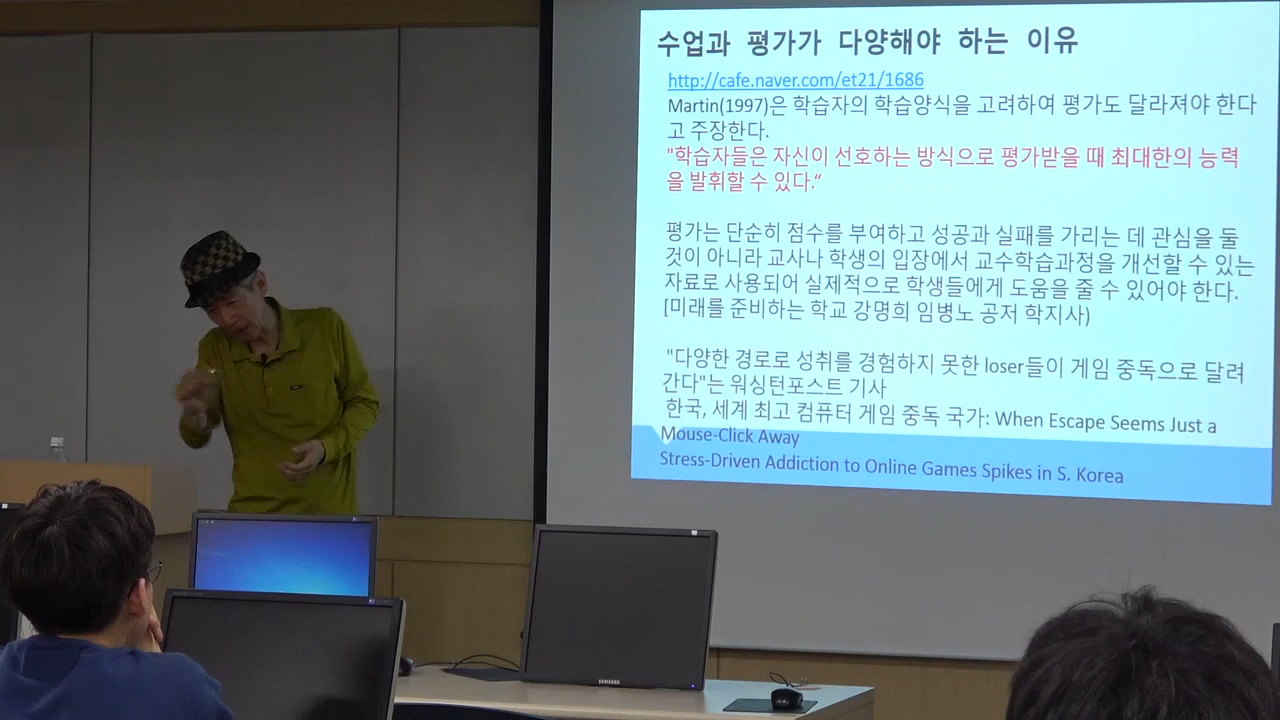 수업과 평가가 다양해야 하는 이유
http://cafe.naver.com/et21/1686
Martin(1997)은 학습자의 학습양식을 고려하여 평가도 달라져야 한다
고 주장한다.
"학습자들은 자신이 선호하는 방식으로 평가받을 때 최대한의 능력
을 발휘할 수 있다.“
평가는 단순히 점수를 부여하고 성공과 실패를 가리는 데 관심을 둘
것이 아니라 교사나 학생의 입장에서 교수학습과정을 개선할 수 있는
자료로 사용되어 실제적으로 학생들에게 도움을 줄 수 있어야 한다.
[미래를 준비하는 학교 강명희 임병노 공저 학지사)
"다양한 경로로 성취를 경험하지 못한 loser들이 게임 중독으로 달려
간다"는 워싱턴포스트 기사
한국, 세계 최고 컴퓨터 게임 중독 국가: When Escape Seems Just a
Mouse-Click Away
Stress-Driven Addiction to Online Games Spikes in S. Korea
SAMSUNG